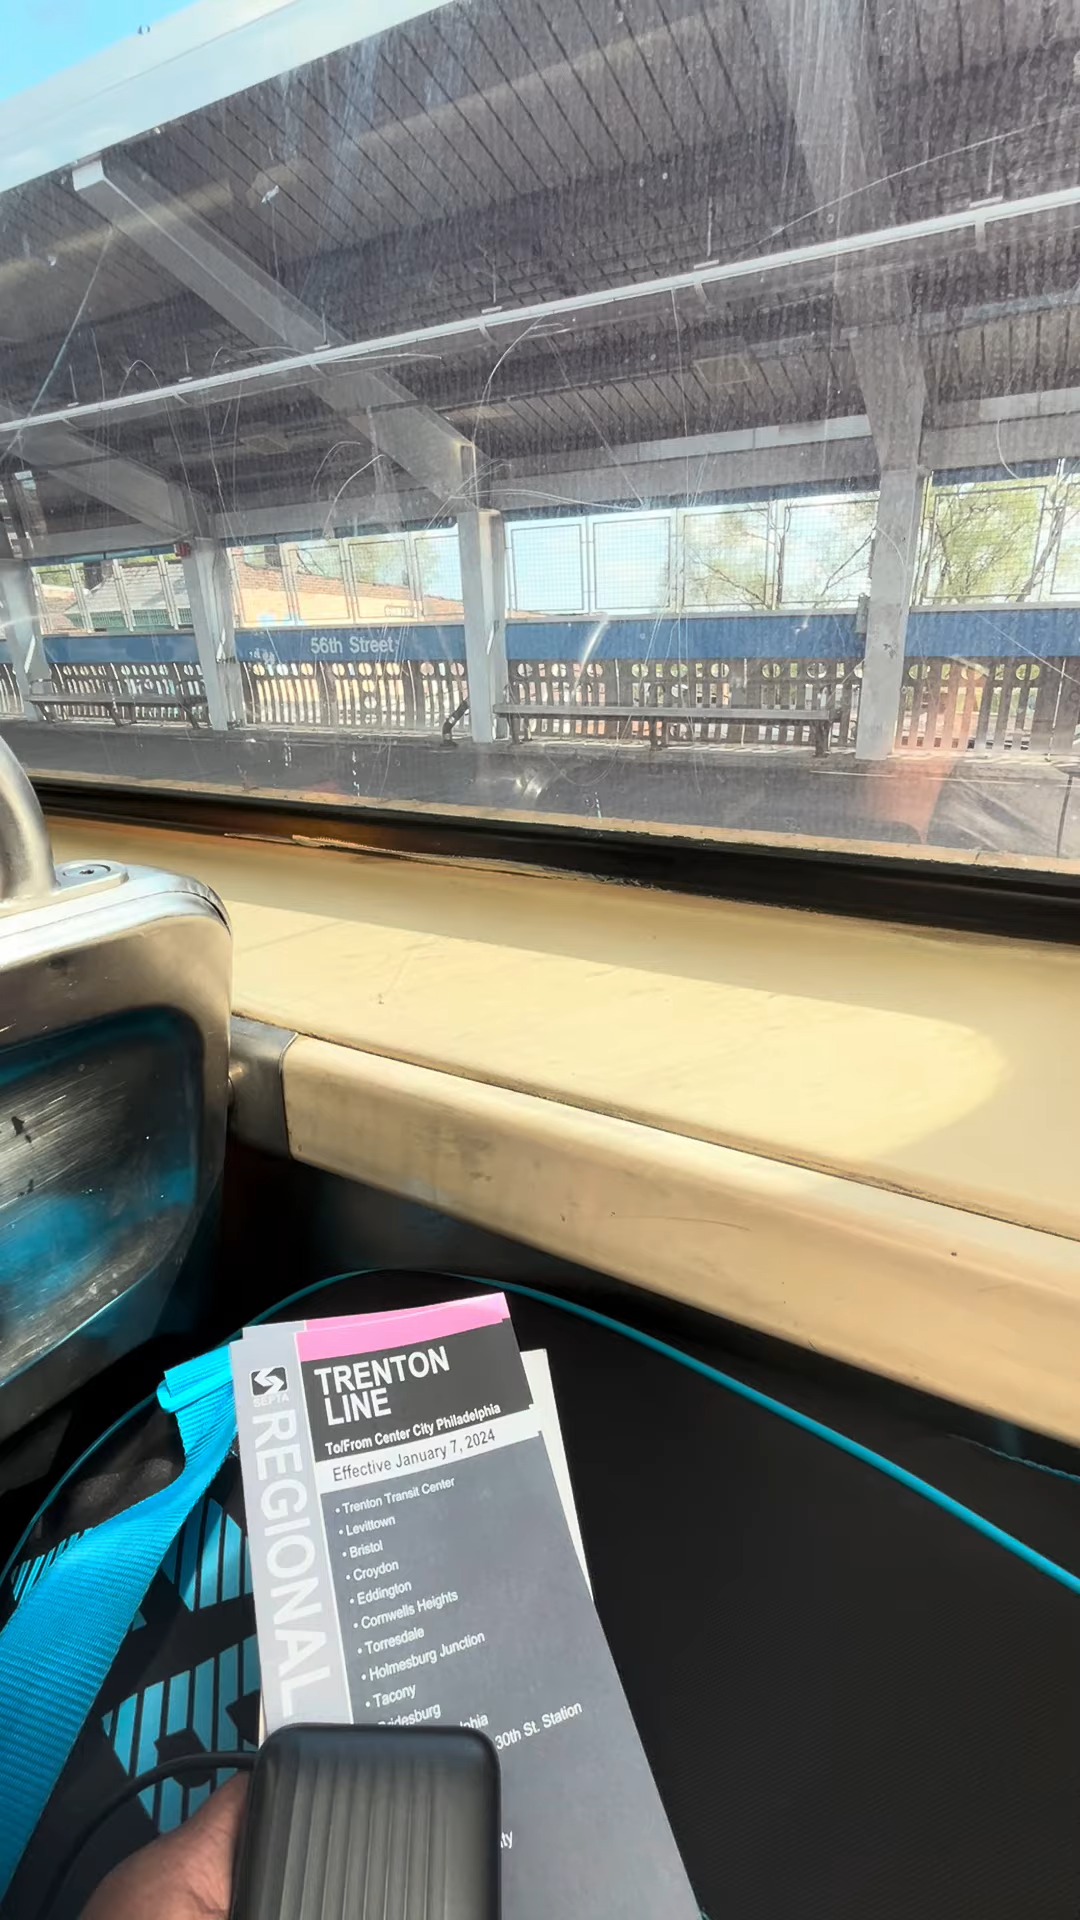 56th Street
SEPTA
REGIONAL
TRENTON
LINE
To/From Center City Philadelphia
Effective January 7, 2024
• Trenton Transit Center
• Levittown
• Bristol
• Croydon
• Eddington
• Cornwells Heights
• Torresdale
• Holmesburg Junction
• Tacony
30th St. Station